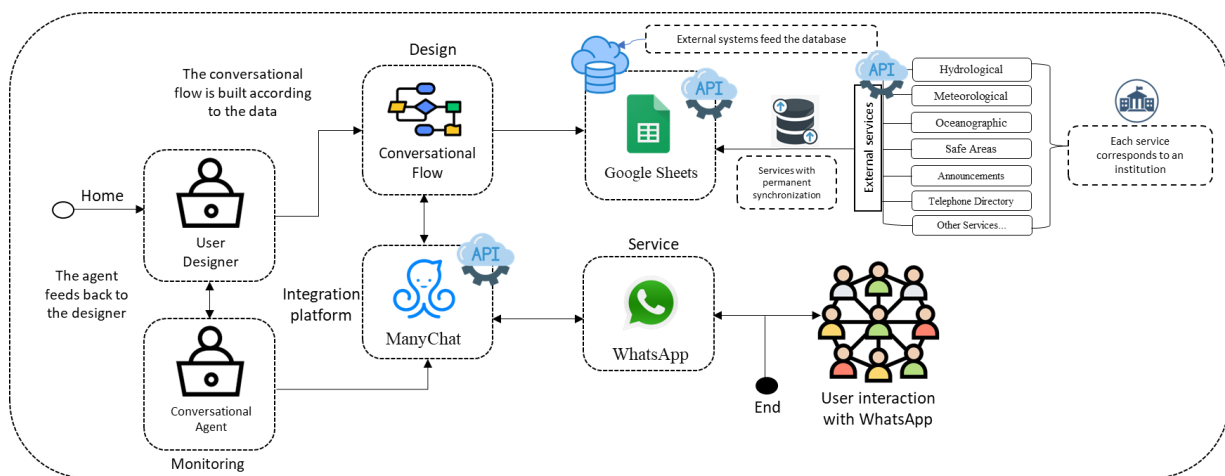 External systems feed the database
Design
The conversational
flow is built according
to the data
API
API
Hydrological
Meteorological
Oceanographic
Safe Areas
Announcements
Telephone Directory
Other Services...
External services
Each service
corresponds to an
institution
Conversational
Flow
Google Sheets
Services with
permanent
synchronization
Home
User
Designer
The agent
feeds back to
the designer
Integration
platform
API
ManyChat
Service
WhatsApp
End
User interaction
with WhatsApp
Conversational
Agent
Monitoring